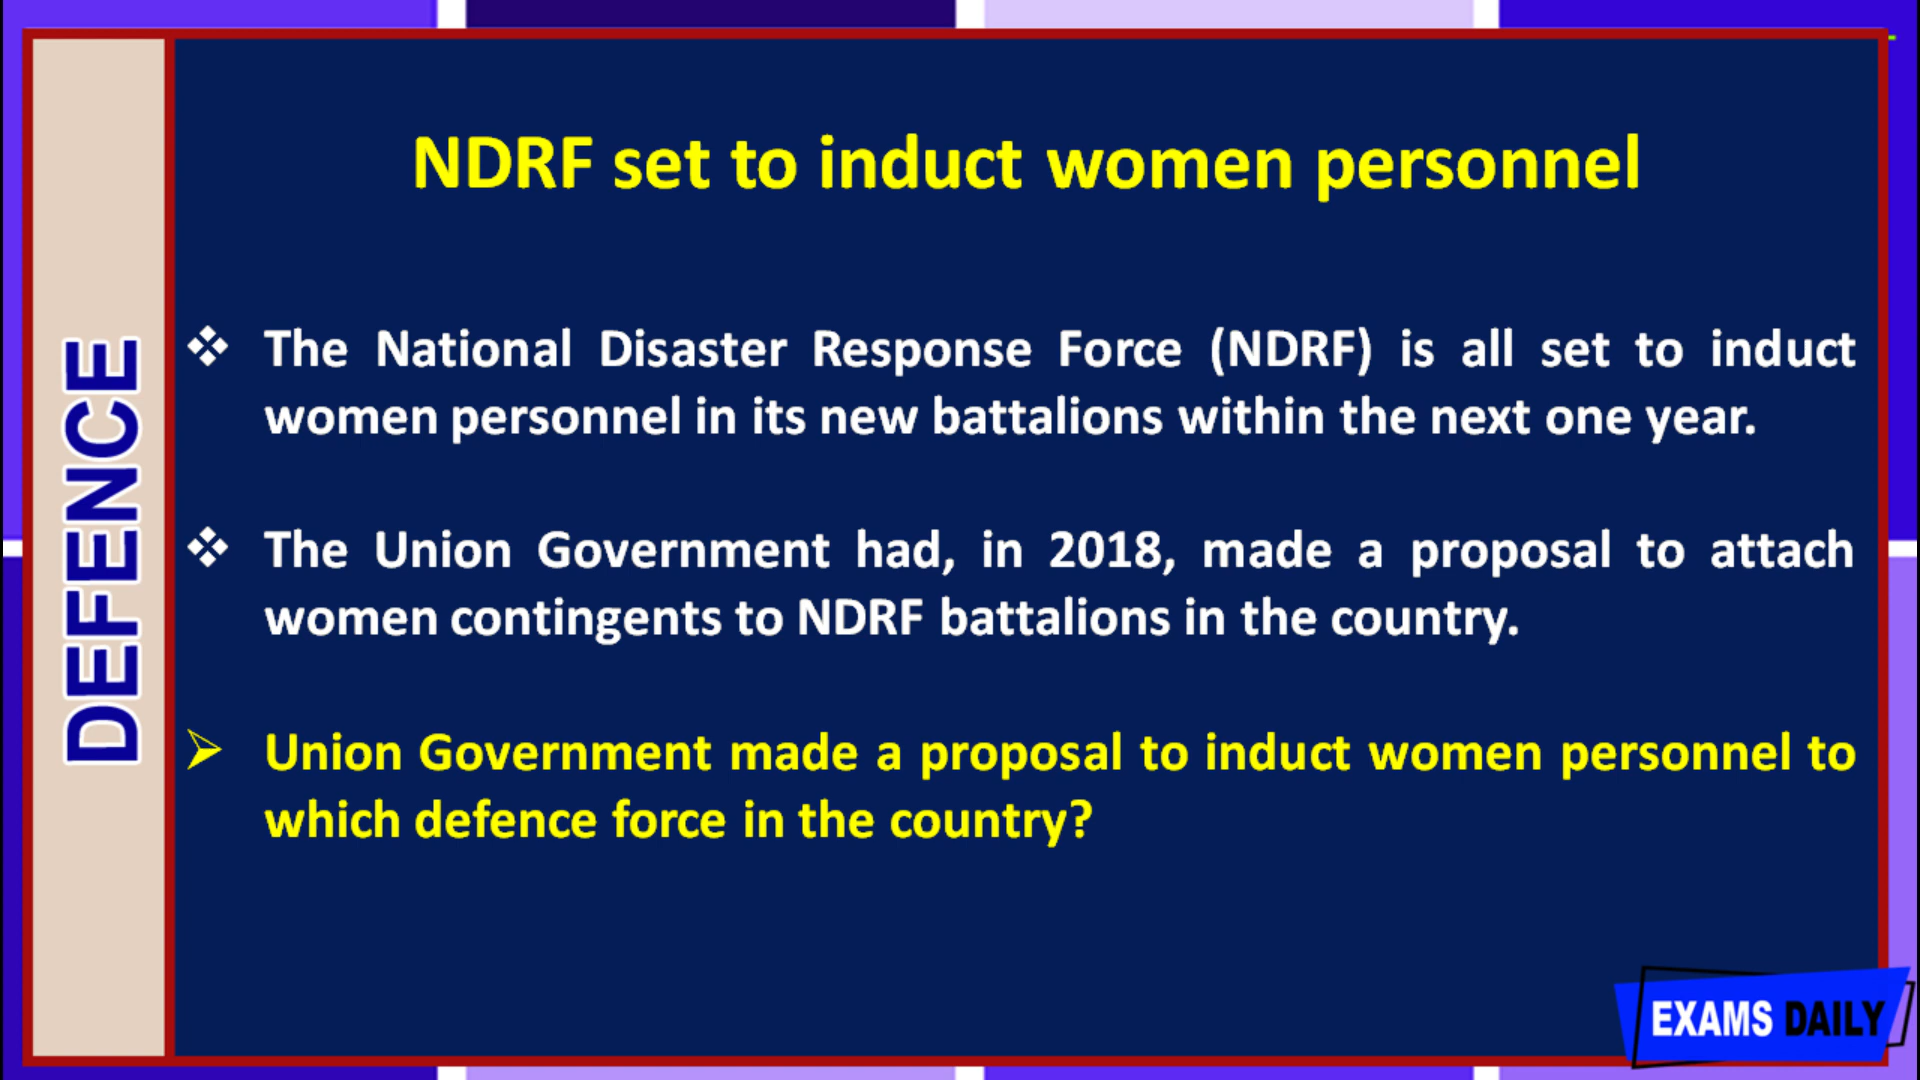 NDRF set to induct women personnel
DEFENCE
❖ The National Disaster Response Force (NDRF) is all set to induct
women personnel in its new battalions within the next one year.
❖ The Union Government had, in 2018, made a proposal to attach
women contingents to NDRF battalions in the country.
➢ Union Government made a proposal to induct women personnel to
which defence force in the country?
EXAMS DAILY